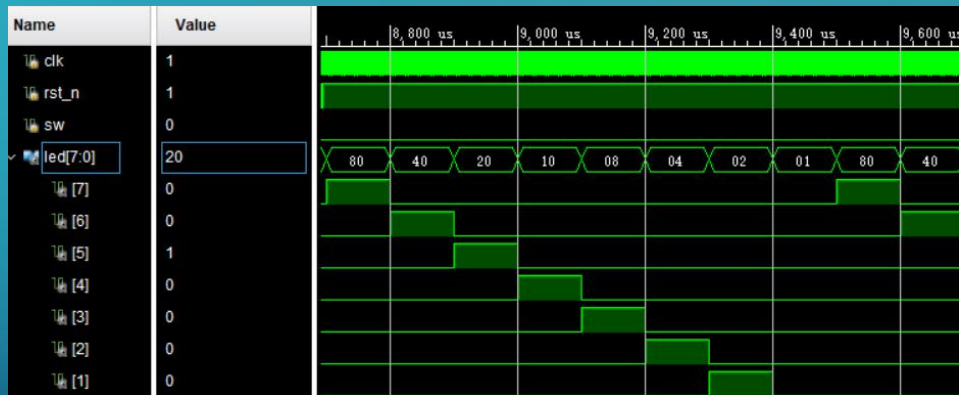 Name Value
8,800 us 9,000 us 9,200 us 9,400 us 9,600 us
clk 1
rst_n 1
sw 0
led[7:0] 20 80 40 20 10 08 04 02 01 80 40
[7] 0
[6] 0
[5] 1
[4] 0
[3] 0
[2] 0
[1] 0